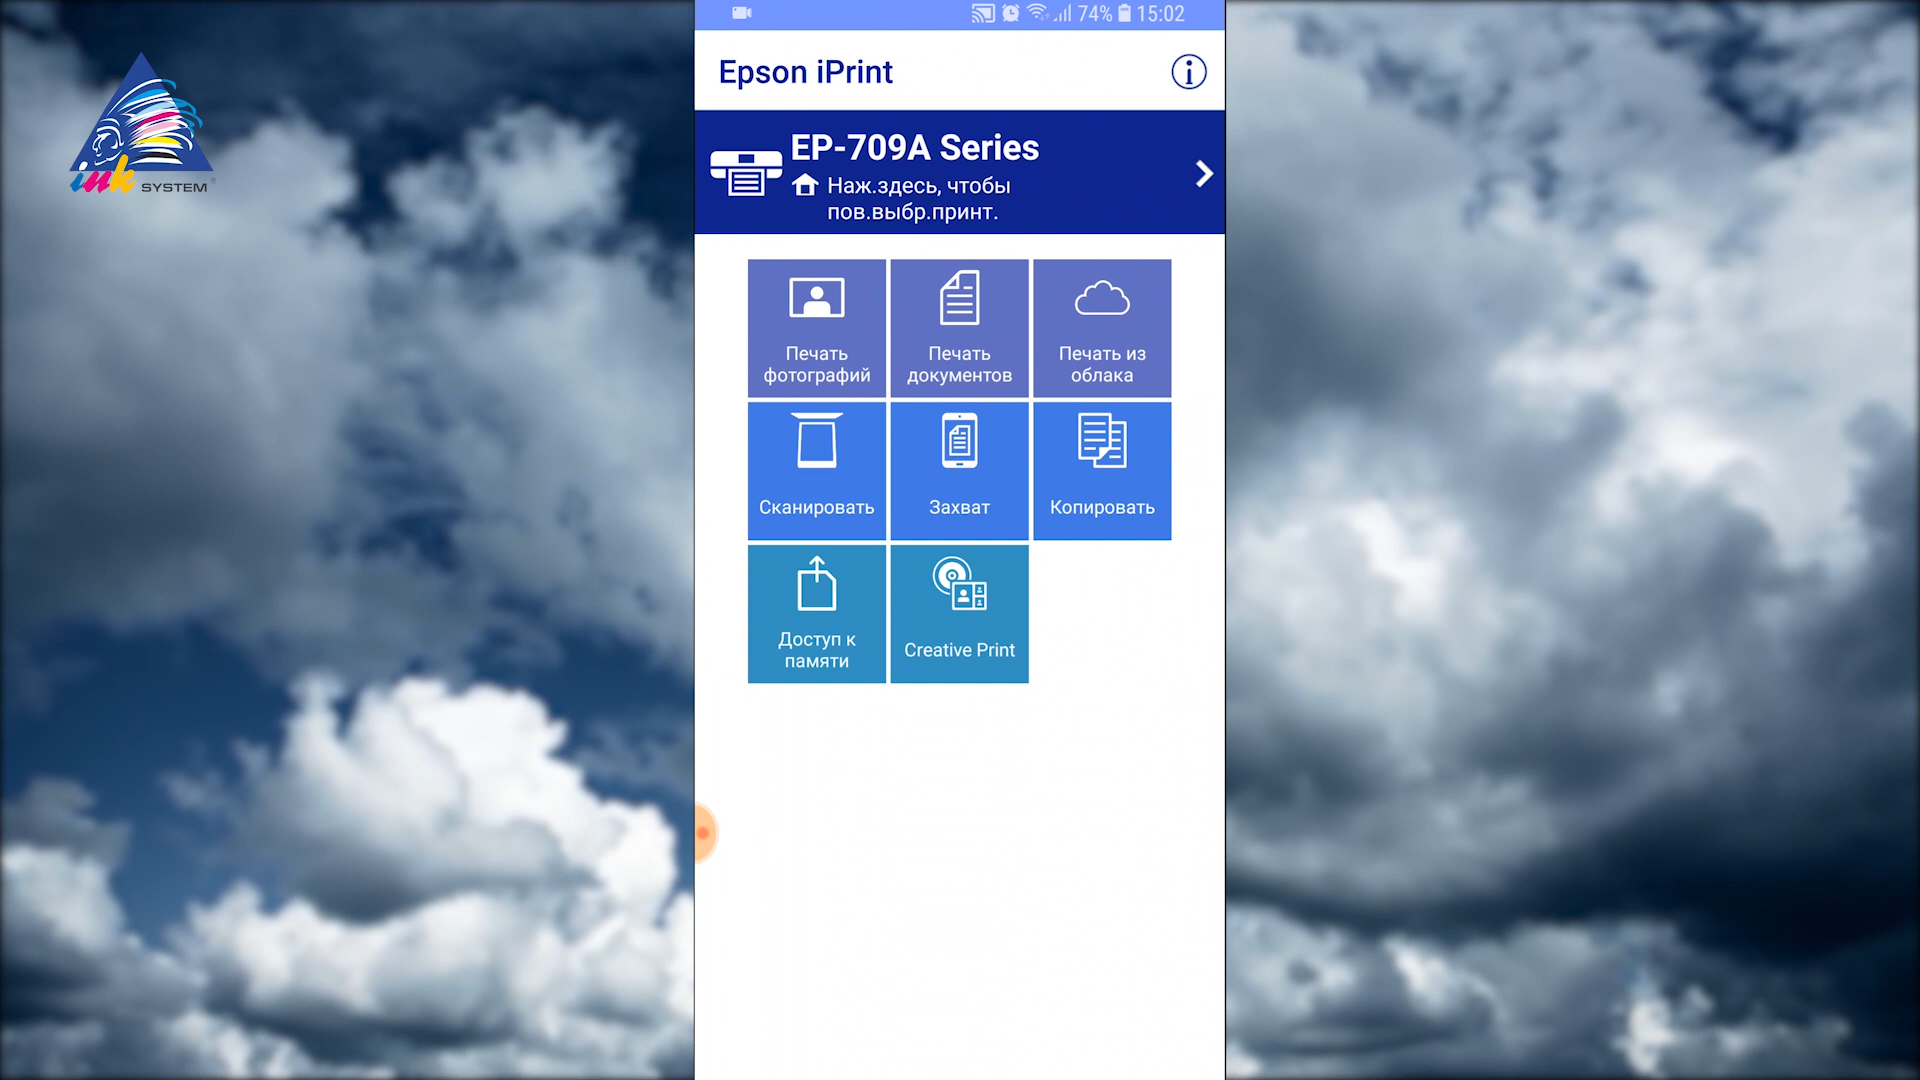 ink SYSTEM
74% 15:02
Epson iPrint
EP-709A Series
Наж.здесь, чтобы
пов.выбр.принт.
Печать
фотографий
Печать
документов
Печать из
облака
Сканировать
Захват
Копировать
Доступ к
памяти
Creative Print